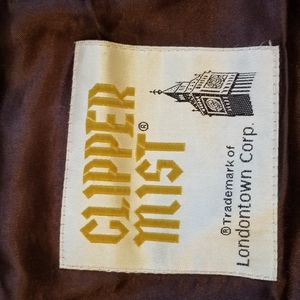 CLIPPER
MIST®
®Trademark of
Londontown Corp.